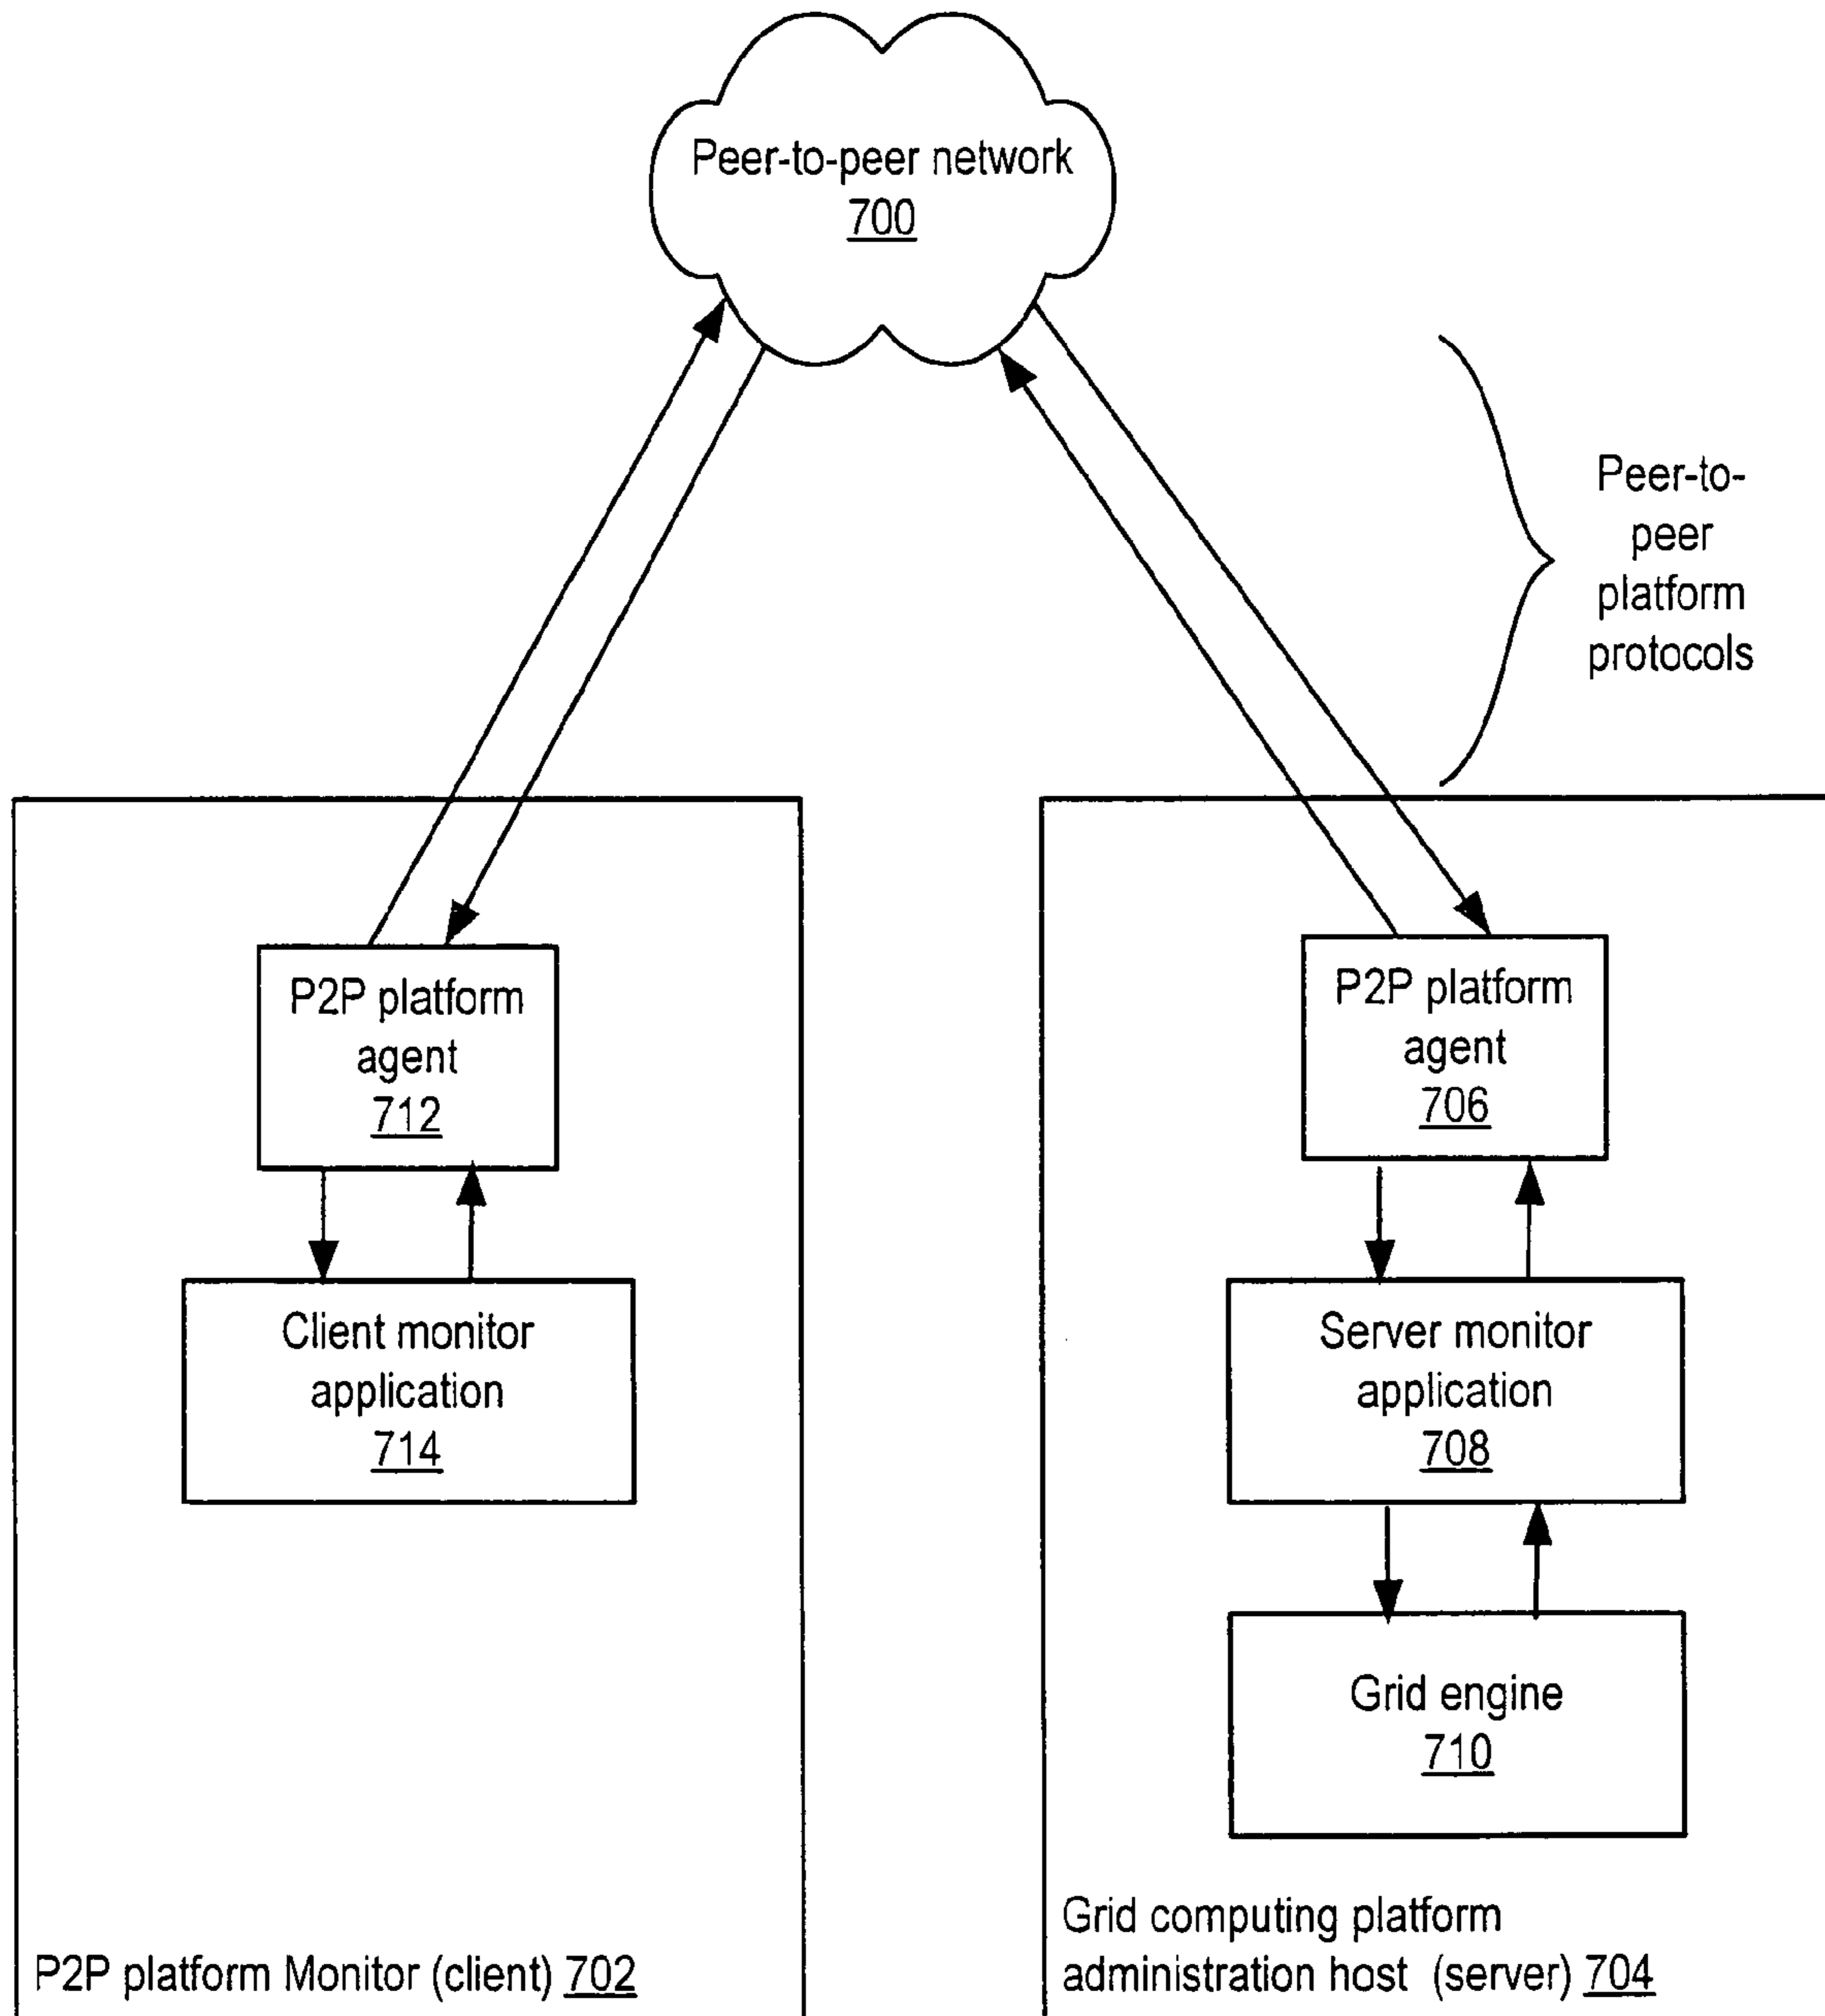 Peer-to-peer network
700
Peer-to-
peer
platform
protocols
P2P platform
agent
712
P2P platform
agent
706
Client monitor
application
714
Server monitor
application
708
Grid engine
710
P2P platform Monitor (client) 702
Grid computing platform
administration host (server) 704